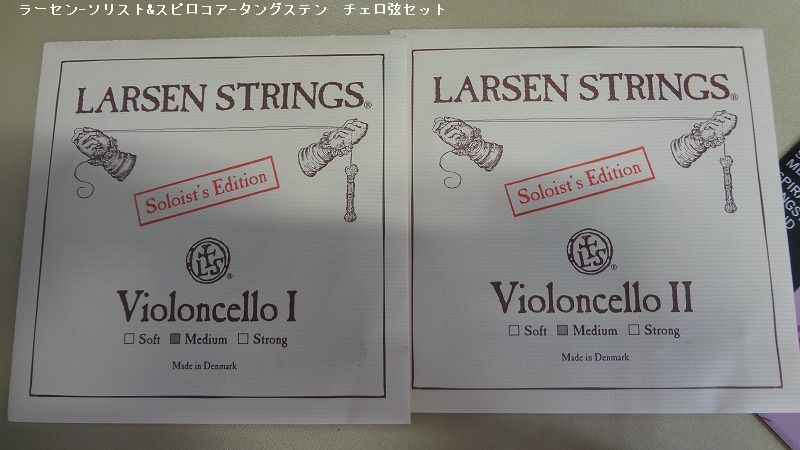 ラーセン-ソリスト&スピロコア-タングステン　チェロ弦セット
LARSEN STRINGS®
Soloist's Edition
LLS®
Violoncello I
□ Soft ■ Medium □ Strong
Made in Denmark
LARSEN STRINGS®
Soloist's Edition
LLS®
Violoncello II
□ Soft ■ Medium □ Strong
Made in Denmark